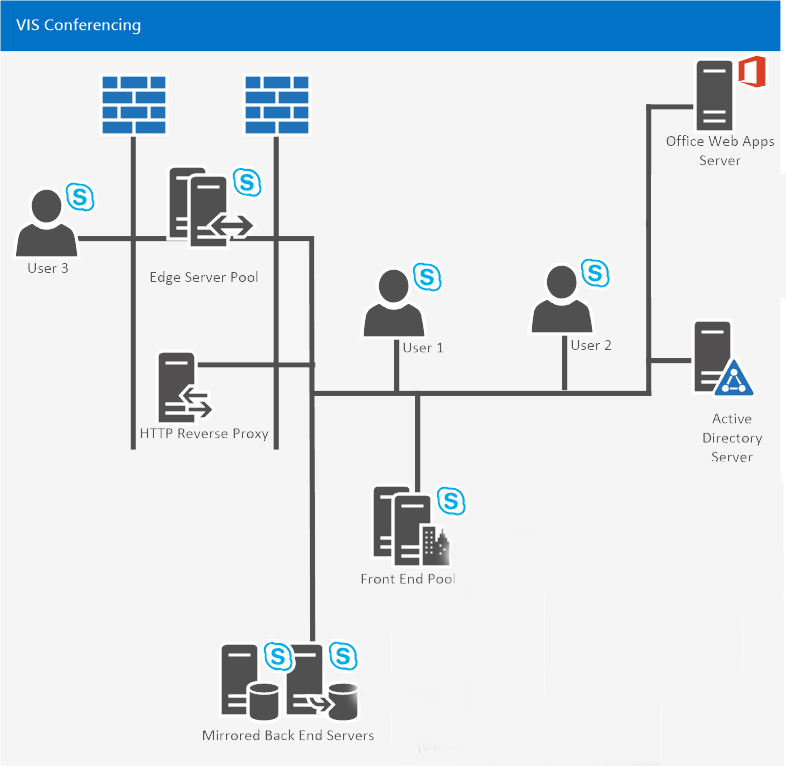 VIS Conferencing
Office Web Apps
Server
User 3
Edge Server Pool
User 1
User 2
HTTP Reverse Proxy
Active
Directory
Server
Front End Pool
Mirrored Back End Servers